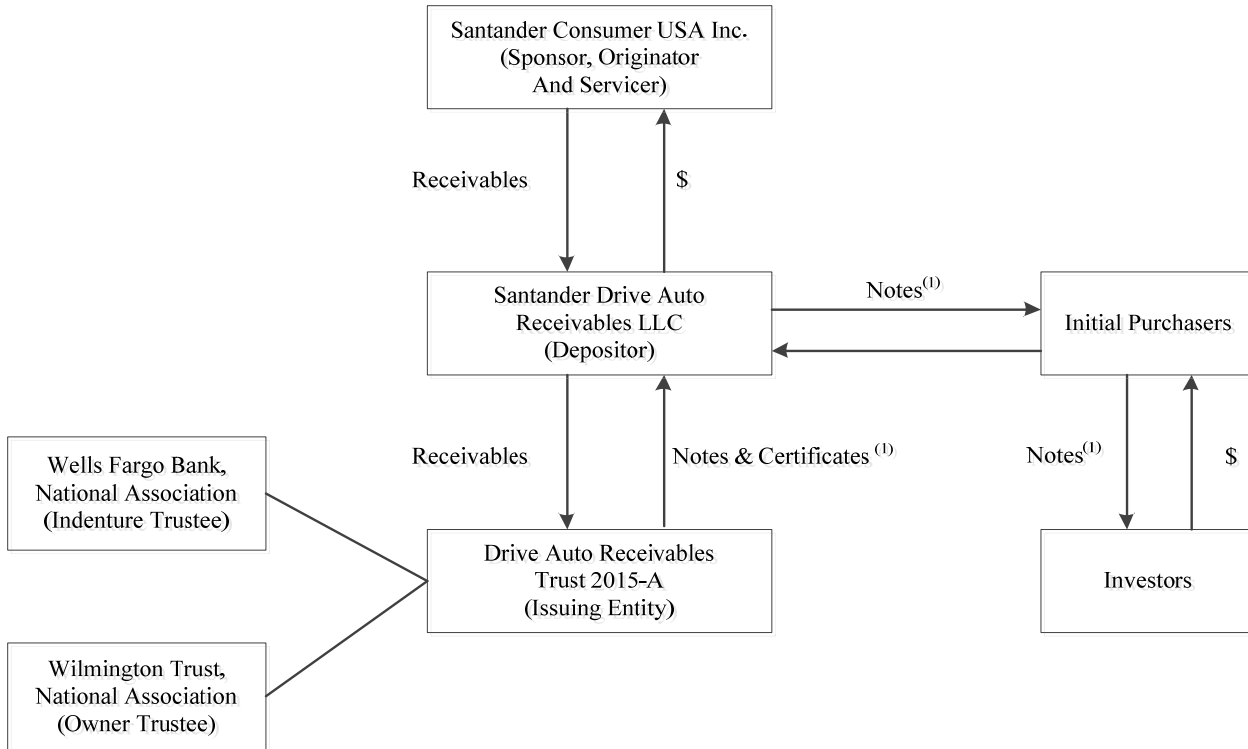 Santander Consumer USA Inc.
(Sponsor, Originator
And Servicer)
Receivables
$
Santander Drive Auto
Receivables LLC
(Depositor)
Notes(1)
Initial Purchasers
Receivables
Notes & Certificates (1)
Notes(1)
$
Wells Fargo Bank,
National Association
(Indenture Trustee)
Drive Auto Receivables
Trust 2015-A
(Issuing Entity)
Investors
Wilmington Trust,
National Association
(Owner Trustee)